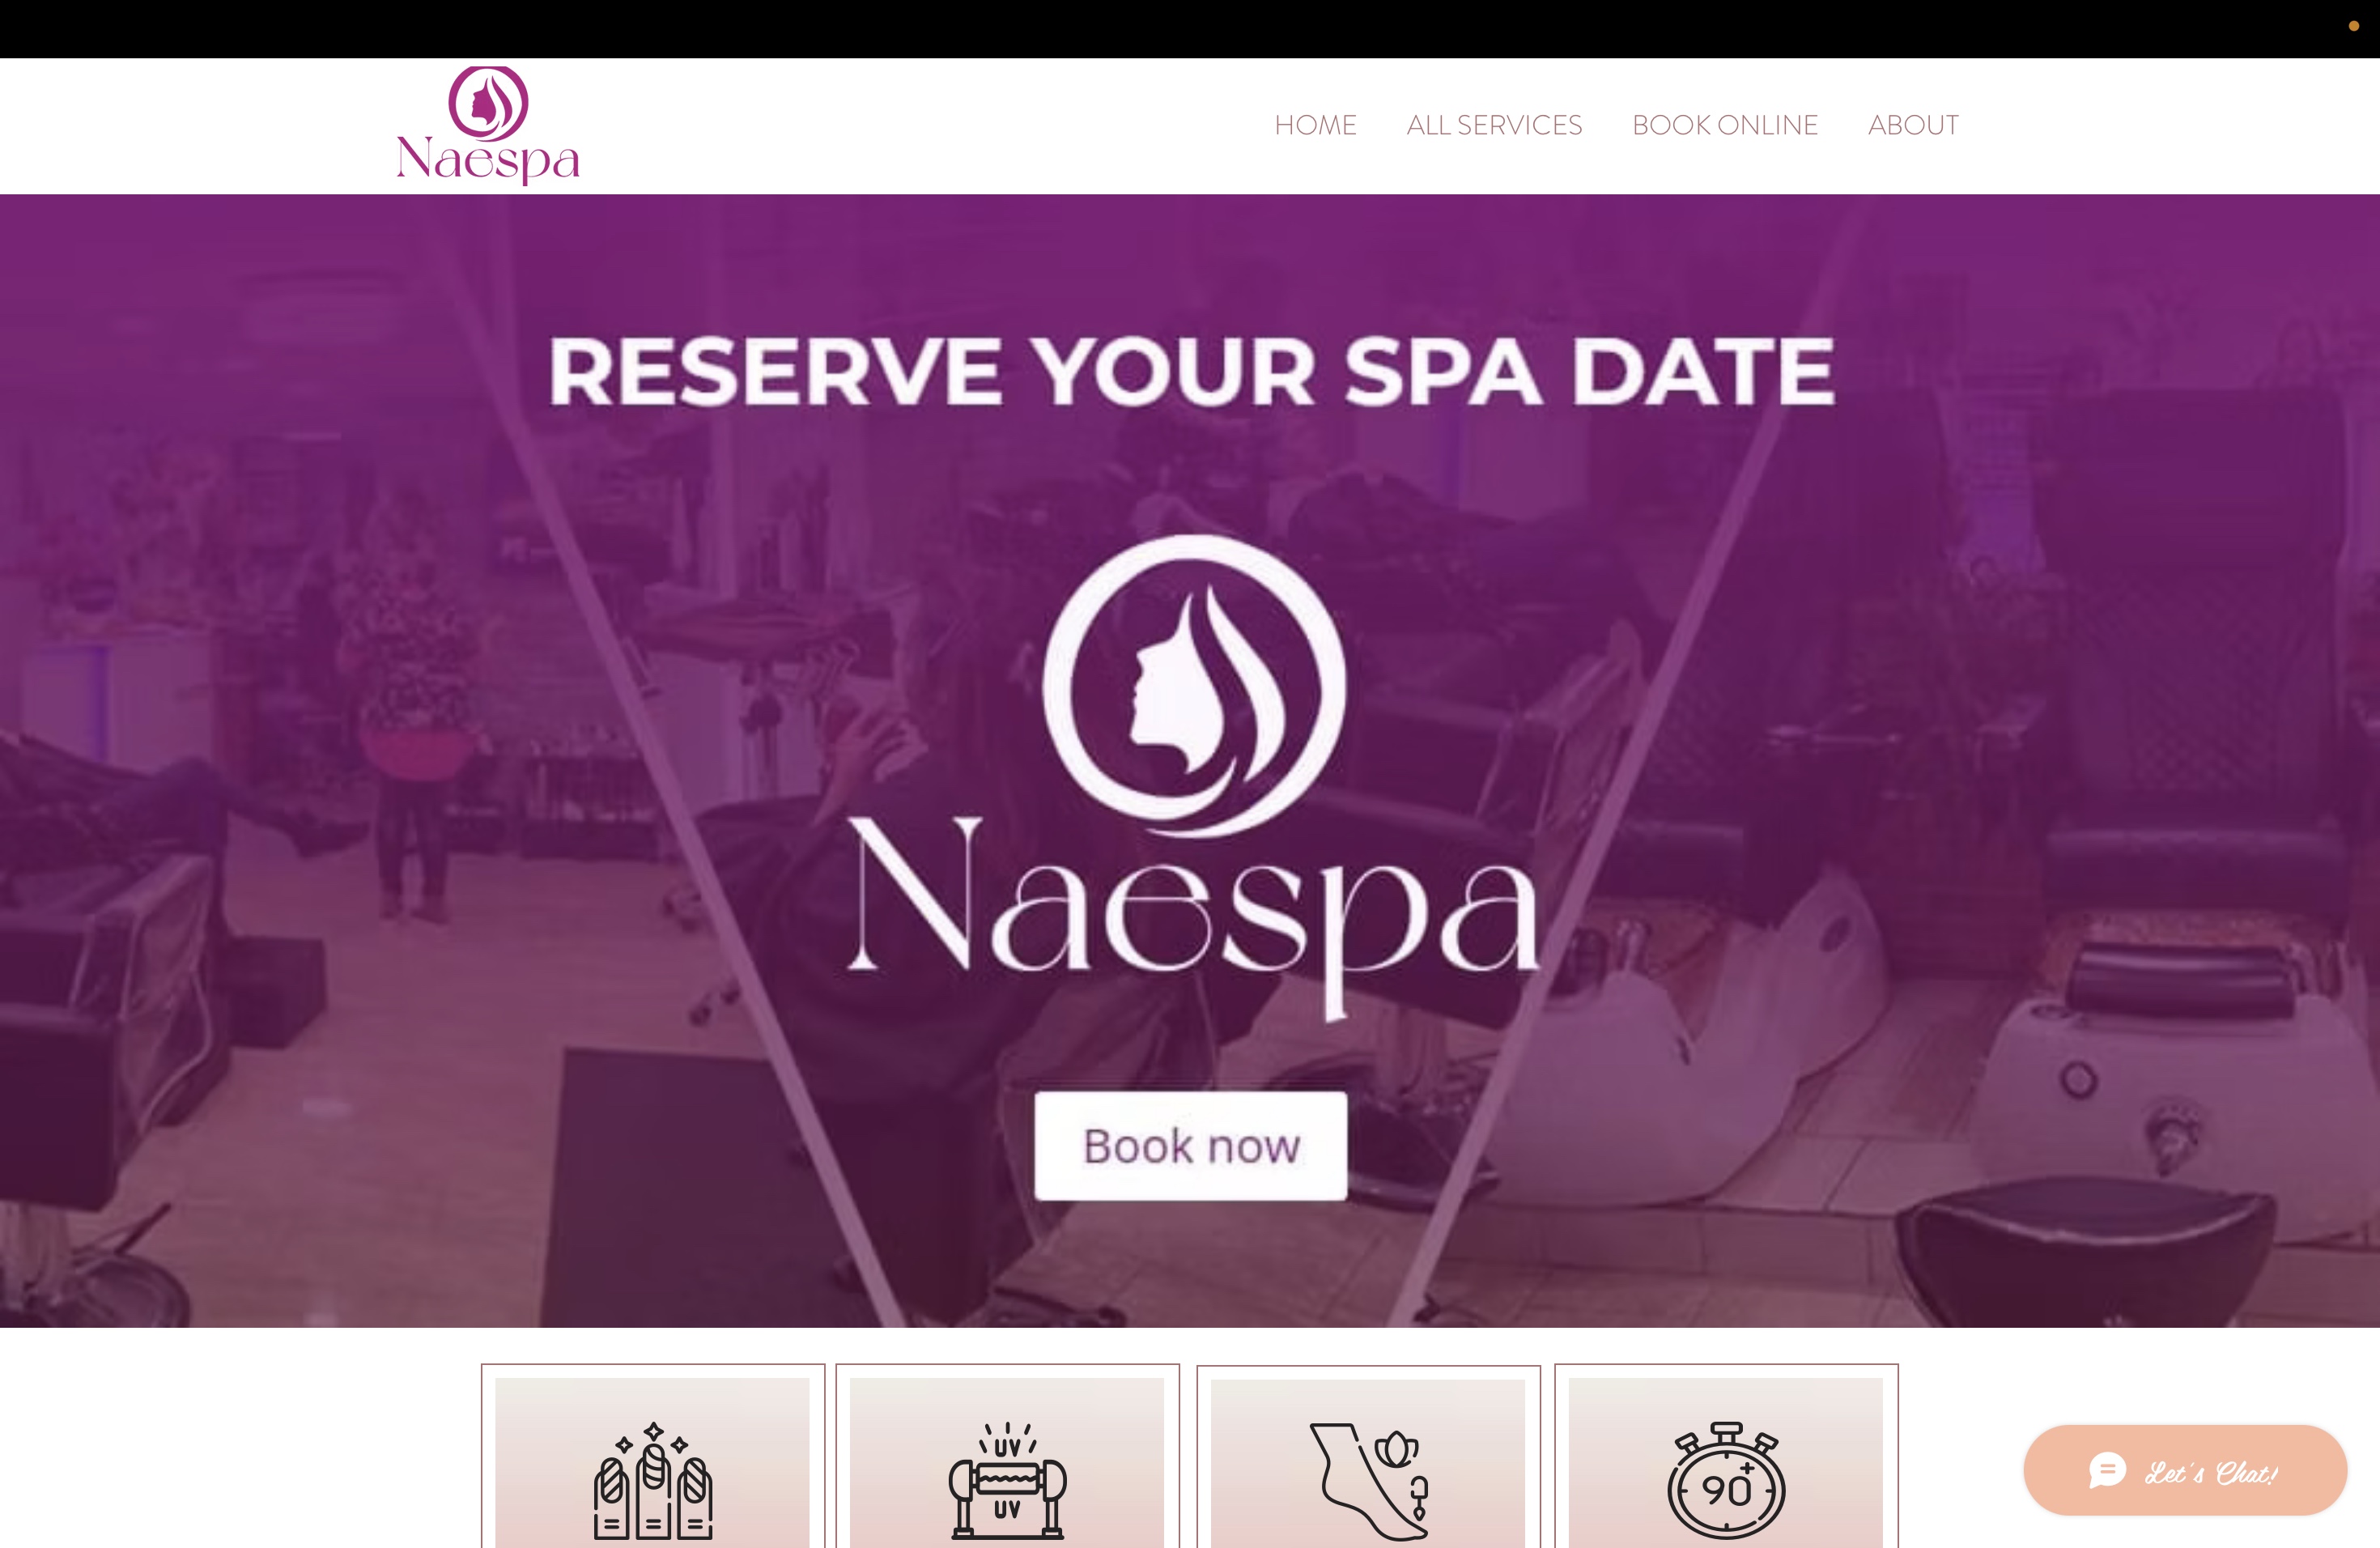 Naespa
HOME ALL SERVICES BOOK ONLINE ABOUT
RESERVE YOUR SPA DATE
Naespa
Book now
UV
UV
90+
Let's Chat!